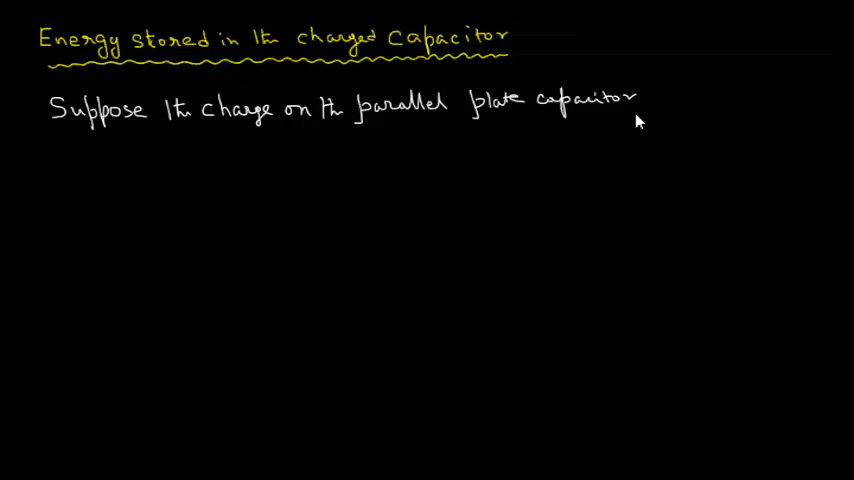 Energy stored in the charged Capacitor
Suppose the charge on the parallel plate capacitor